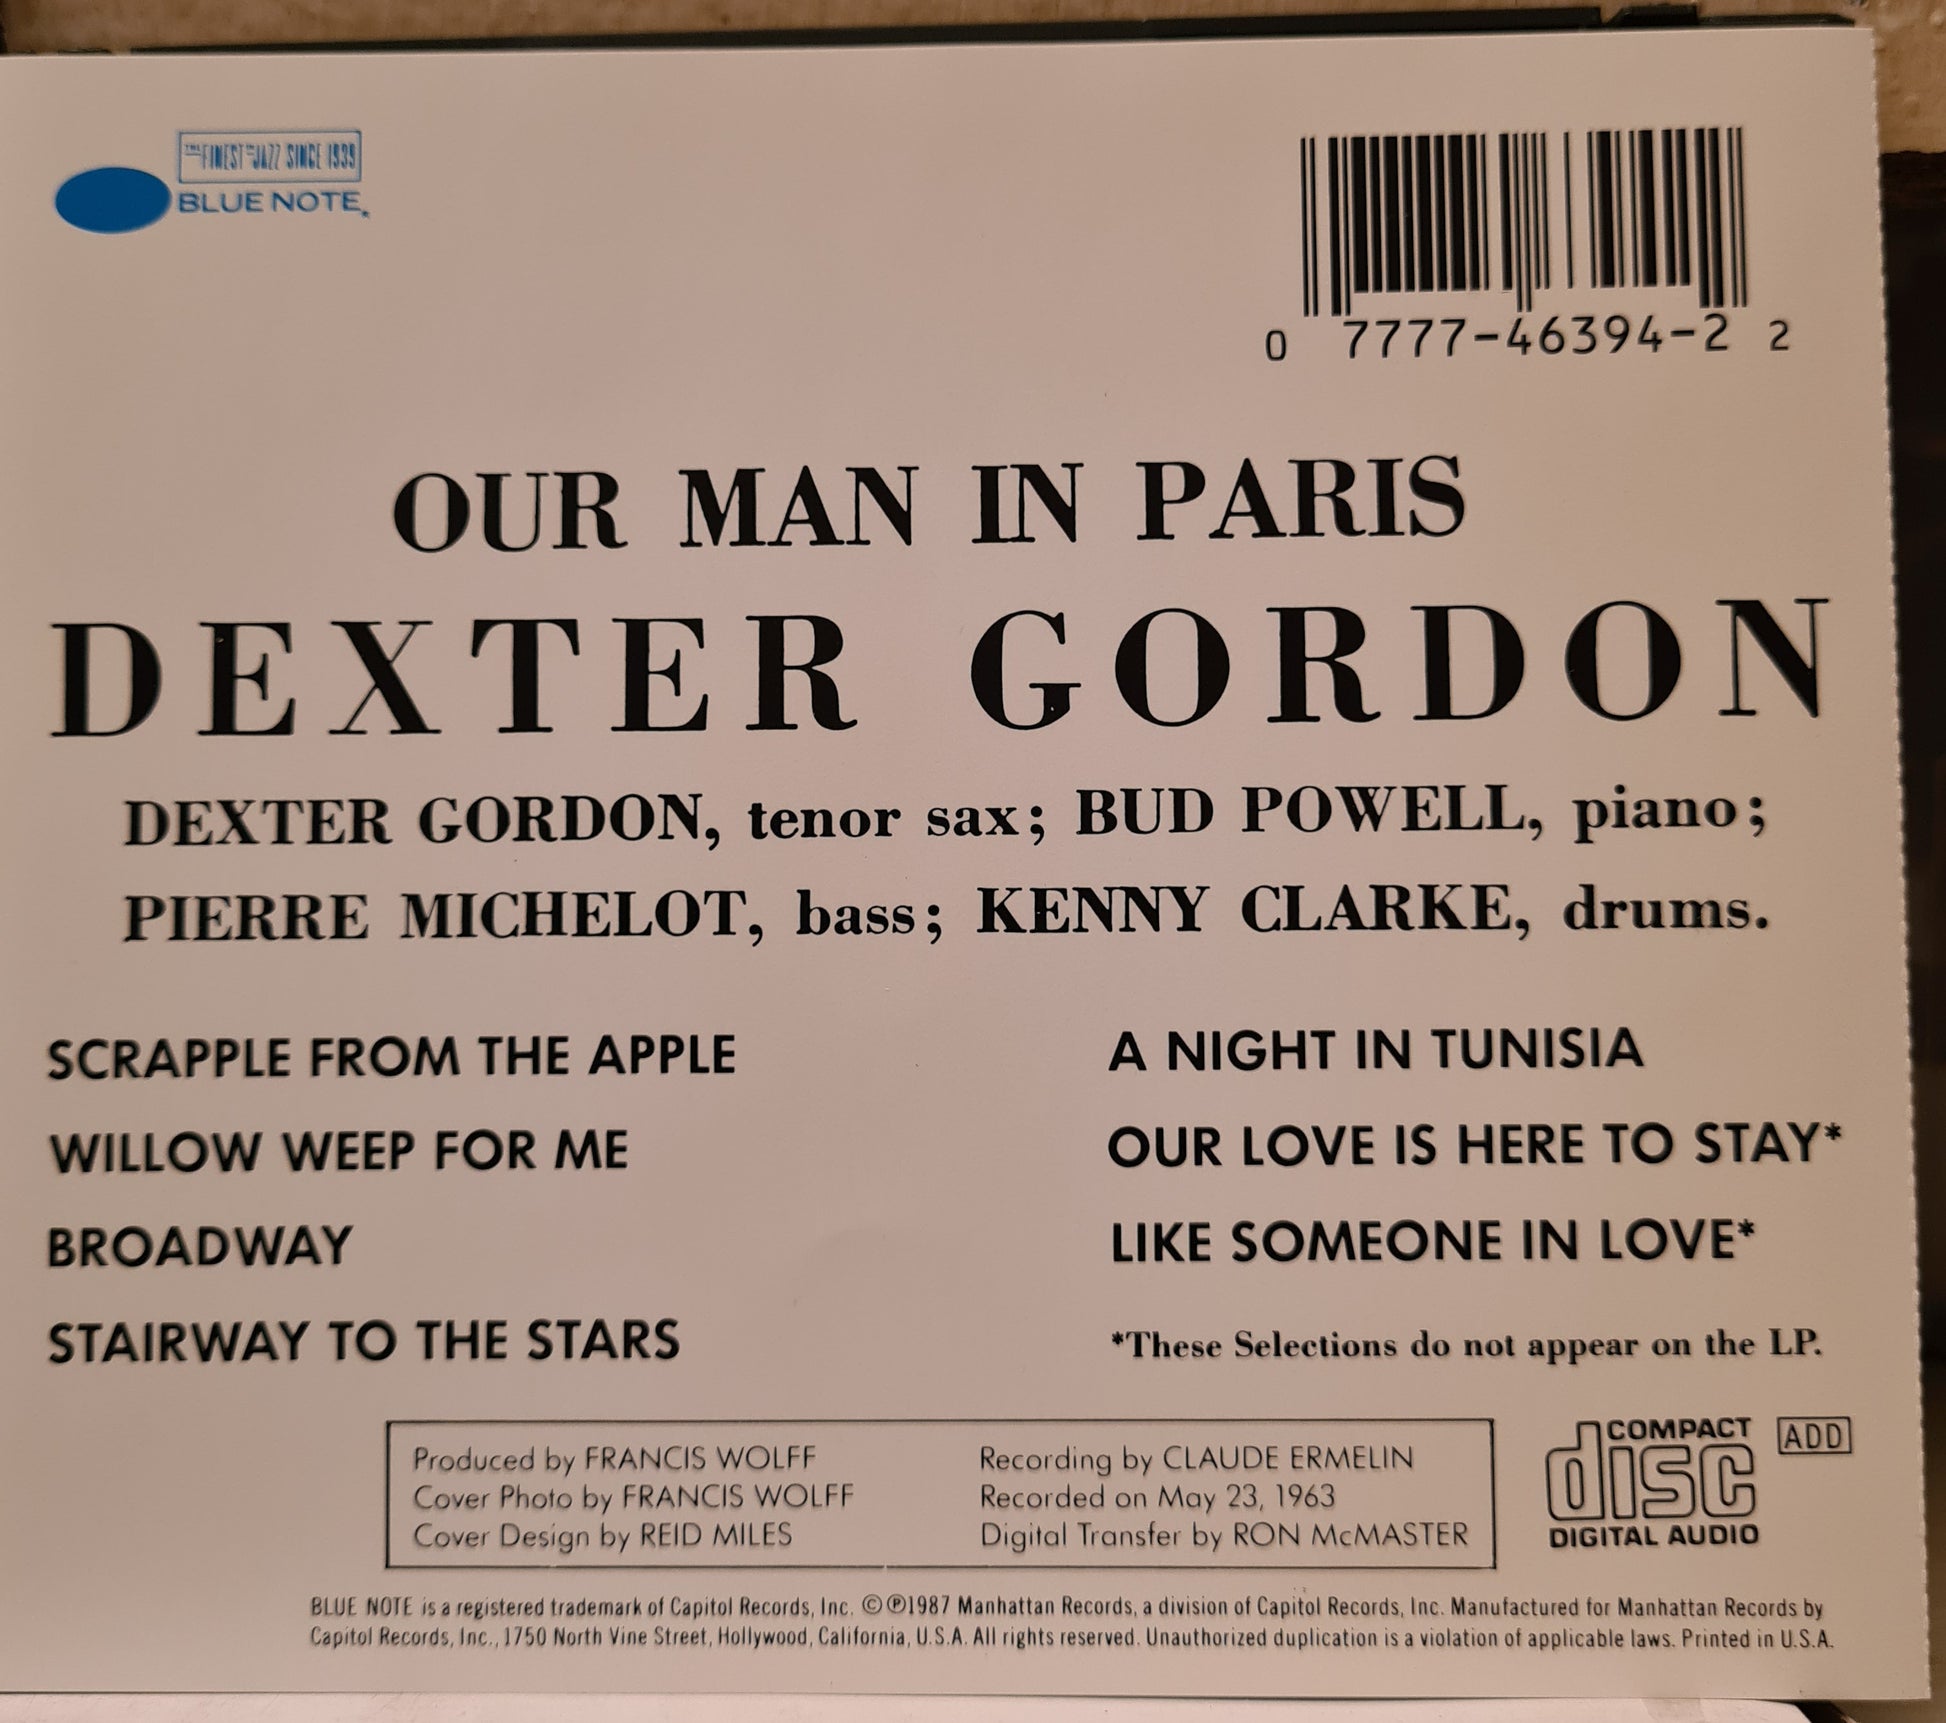 THE FINEST IN JAZZ SINCE 1939
BLUE NOTE
0 7777-46394-2 2
OUR MAN IN PARIS
DEXTER GORDON
DEXTER GORDON, tenor sax; BUD POWELL, piano;
PIERRE MICHELOT, bass; KENNY CLARKE, drums.
SCRAPPLE FROM THE APPLE
WILLOW WEEP FOR ME
BROADWAY
STAIRWAY TO THE STARS
A NIGHT IN TUNISIA
OUR LOVE IS HERE TO STAY*
LIKE SOMEONE IN LOVE*
*These Selections do not appear on the LP.
Produced by FRANCIS WOLFF
Cover Photo by FRANCIS WOLFF
Cover Design by REID MILES
Recording by CLAUDE ERMELIN
Recorded on May 23, 1963
Digital Transfer by RON McMASTER
COMPACT
disc
DIGITAL AUDIO
ADD
BLUE NOTE is a registered trademark of Capitol Records, Inc. ©℗1987 Manhattan Records, a division of Capitol Records, Inc. Manufactured for Manhattan Records by
Capitol Records, Inc., 1750 North Vine Street, Hollywood, California, U.S.A. All rights reserved. Unauthorized duplication is a violation of applicable laws. Printed in U.S.A.